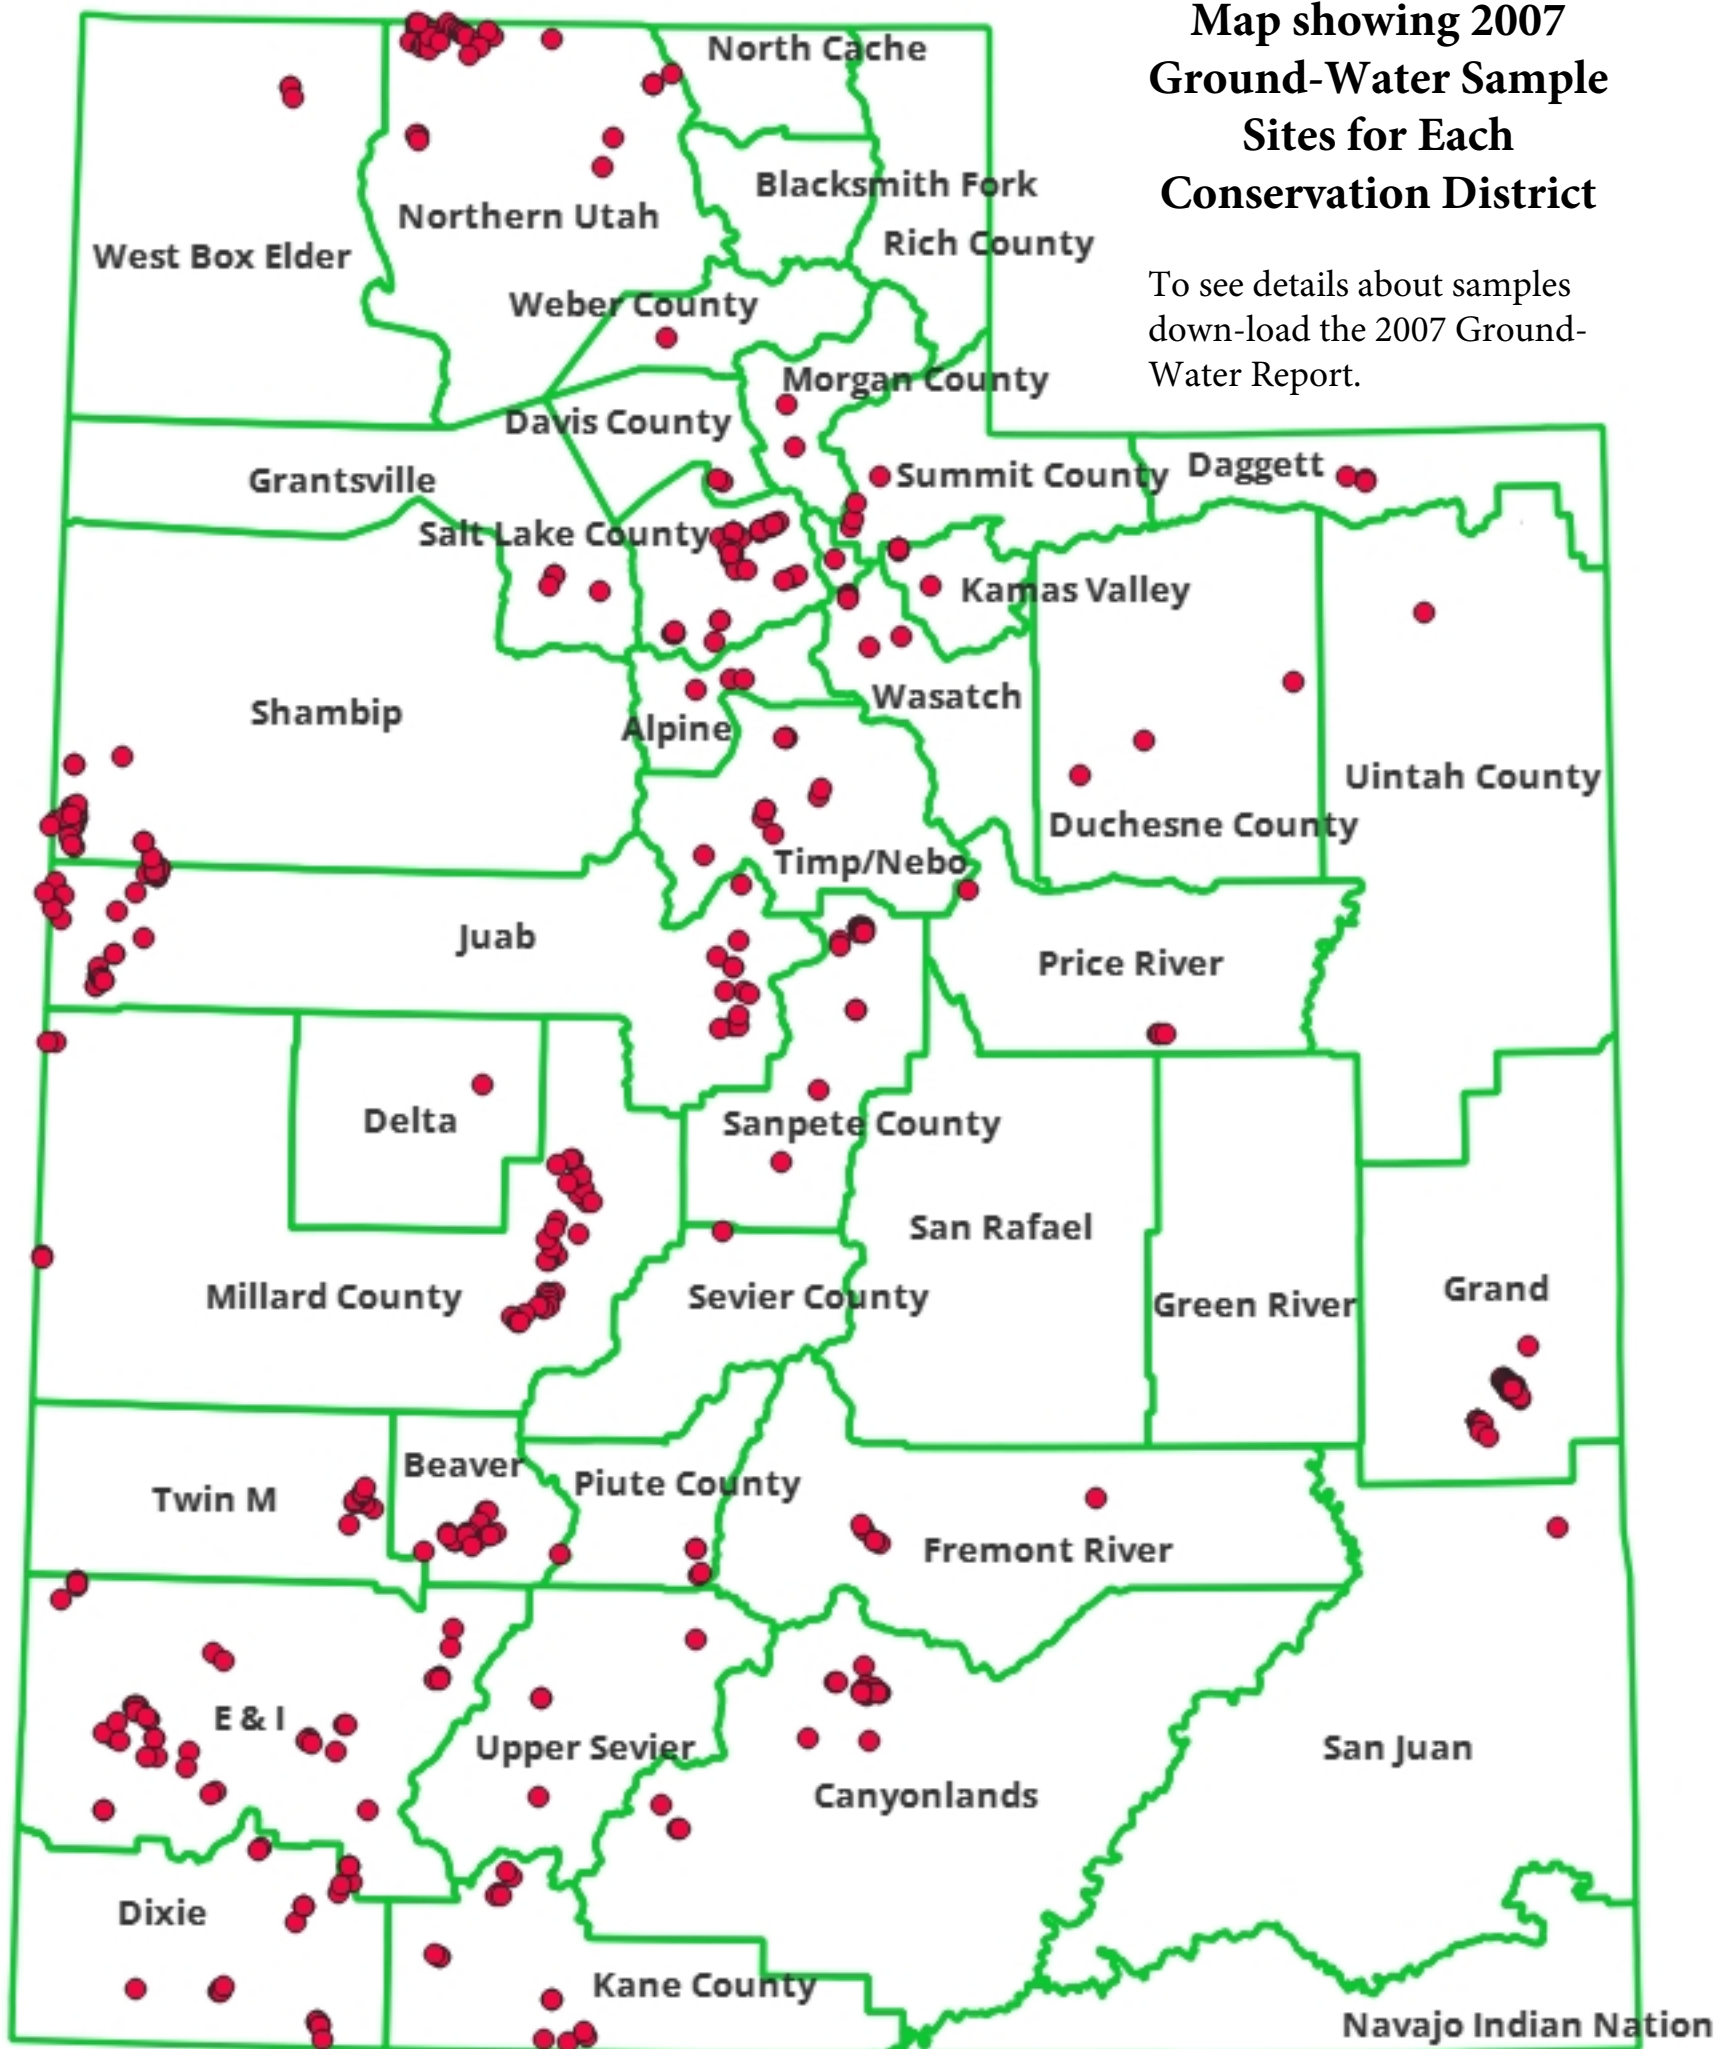 Map showing 2007
Ground-Water Sample
Sites for Each
Conservation District
To see details about samples
down-load the 2007 Ground-
Water Report.
North Cache
Blacksmith Fork
Northern Utah
Rich County
West Box Elder
Weber County
Morgan County
Davis County
Grantsville
Summit County
Daggett
Salt Lake County
Kamas Valley
Shambip
Wasatch
Alpine
Uintah County
Duchesne County
Timp/Nebo
Juab
Price River
Delta
Sanpete County
San Rafael
Millard County
Sevier County
Green River
Grand
Beaver
Twin M
Piute County
Fremont River
E & I
Upper Sevier
San Juan
Canyonlands
Dixie
Kane County
Navajo Indian Nation